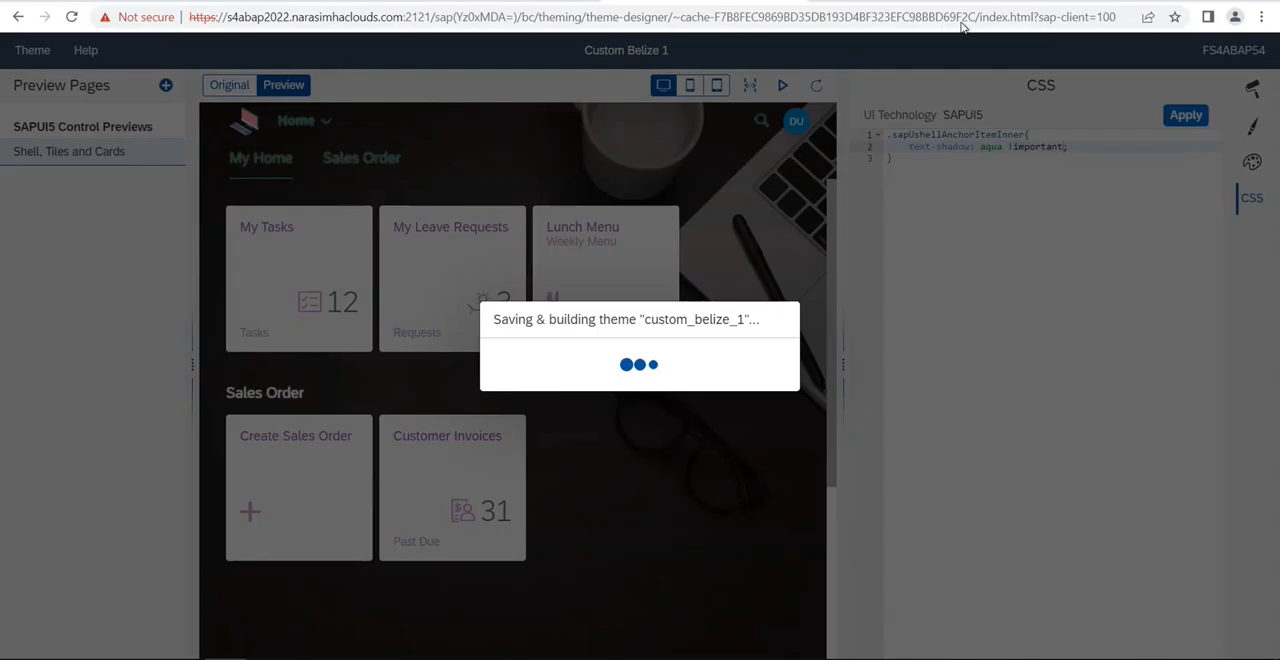 Not secure
https://s4abap2022.narasimhaclouds.com:2121/sap(Yz0xMDA=)/bc/theming/theme-designer/~cache-F7B8FEC9869BD35DB193D4BF323EFC98BBD69F2C/index.html?sap-client=100
Theme Help Custom Belize 1 FS4ABAP54
Preview Pages Original Preview CSS
UI Technology SAPUI5 Apply
SAPUI5 Control Previews
Shell, Tiles and Cards
Home DU
My Home Sales Order
1 .sapUshellAnchorItemInner{
2 text-shadow: aqua !important;
3 }
CSS
My Tasks My Leave Requests Lunch Menu
Weekly Menu
12
Tasks Requests
Saving & building theme "custom_belize_1"...
Sales Order
Create Sales Order Customer Invoices
31
Past Due